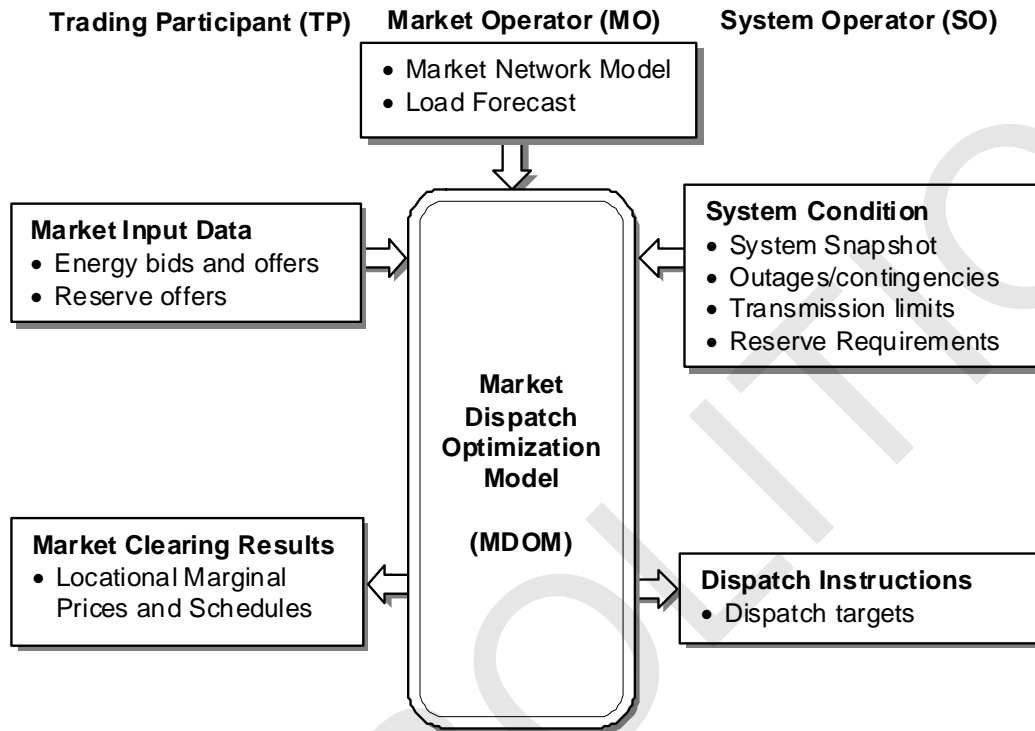 Trading Participant (TP)
Market Operator (MO)
System Operator (SO)
• Market Network Model
• Load Forecast
Market Input Data
• Energy bids and offers
• Reserve offers
System Condition
• System Snapshot
• Outages/contingencies
• Transmission limits
• Reserve Requirements
Market
Dispatch
Optimization
Model
(MDOM)
Market Clearing Results
• Locational Marginal
Prices and Schedules
Dispatch Instructions
• Dispatch targets
OLITIC